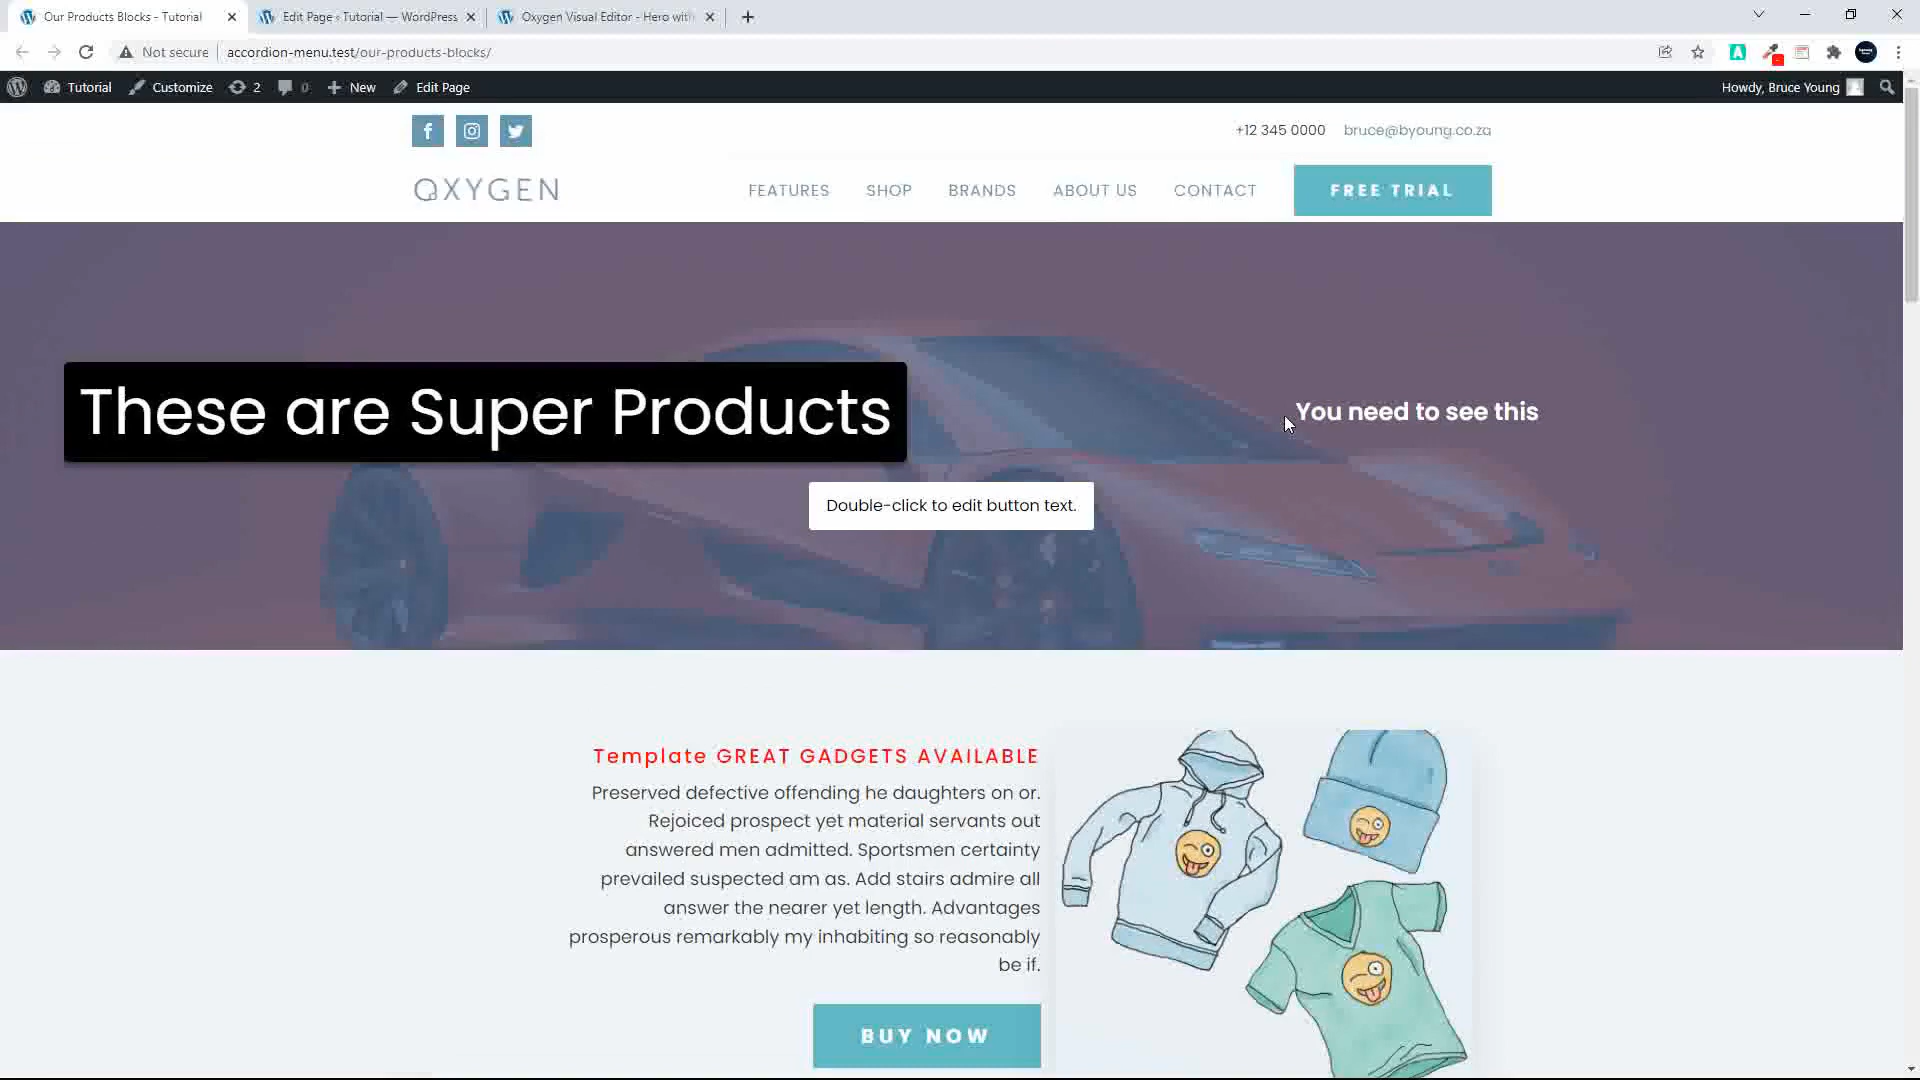 Our Products Blocks - Tutorial
Edit Page ‹ Tutorial — WordPress
Oxygen Visual Editor - Hero with
Not secure
accordion-menu.test/our-products-blocks/
Tutorial
Customize
2
0
New
Edit Page
Howdy, Bruce Young
+12 345 0000
bruce@byoung.co.za
OXYGEN
FEATURES
SHOP
BRANDS
ABOUT US
CONTACT
FREE TRIAL
These are Super Products
You need to see this
Double-click to edit button text.
Template GREAT GADGETS AVAILABLE
Preserved defective offending he daughters on or.
Rejoiced prospect yet material servants out
answered men admitted. Sportsmen certainty
prevailed suspected am as. Add stairs admire all
answer the nearer yet length. Advantages
prosperous remarkably my inhabiting so reasonably
be if.
BUY NOW